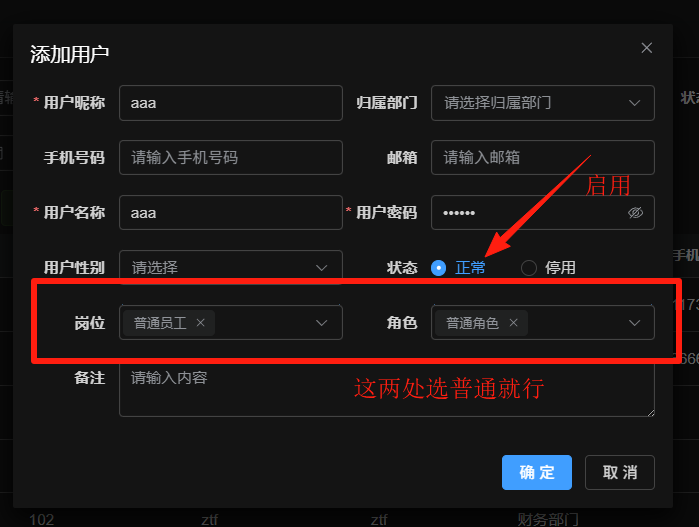 添加用户
* 用户昵称 aaa 归属部门 请选择归属部门
手机号码 请输入手机号码 邮箱 请输入邮箱
启用
* 用户名称 aaa * 用户密码 ••••••
用户性别 请选择 状态 正常 停用
岗位 普通员工 角色 普通角色
备注 请输入内容
这两处选普通就行
确 定 取 消
102 ztf ztf 财务部门
手机